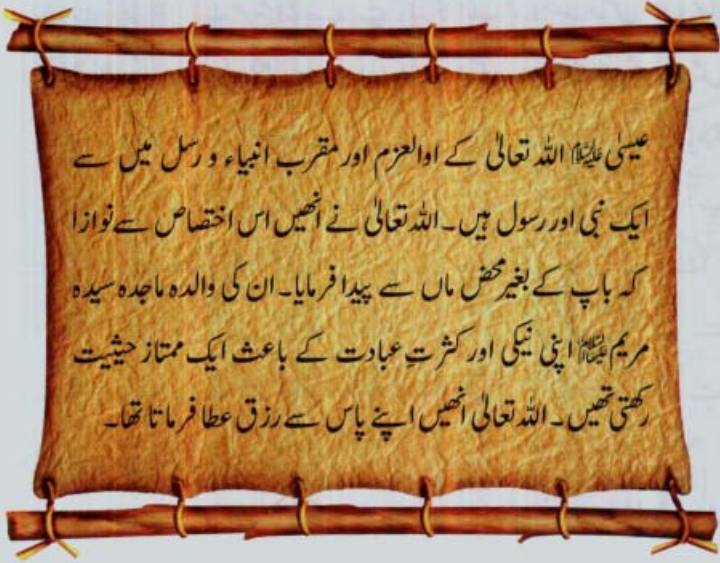 عیسیٰ علیہ السلام اللہ تعالیٰ کے اوالعزم اور مقرب انبیاء و رسل میں سے
ایک نبی اور رسول ہیں۔ اللہ تعالیٰ نے انھیں اس اختصاص سے نوازا
کہ باپ کے بغیر محض ماں سے پیدا فرمایا۔ ان کی والدہ ماجدہ سیدہ
مریم علیہا السلام اپنی نیکی اور کثرتِ عبادت کے باعث ایک ممتاز حیثیت
رکھتی تھیں۔ اللہ تعالیٰ انھیں اپنے پاس سے رزق عطا فرماتا تھا۔